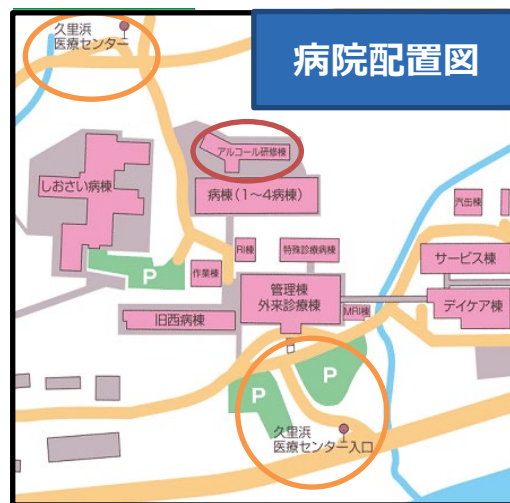 久里浜
医療センター
病院配置図
アルコール研修棟
しおさい病棟
病棟(1〜4病棟)
汽缶棟
RI棟
特殊診療病棟
サービス棟
P
作業棟
管理棟
外来診療棟
デイケア棟
MRI棟
旧西病棟
P
P
久里浜
医療センター入口